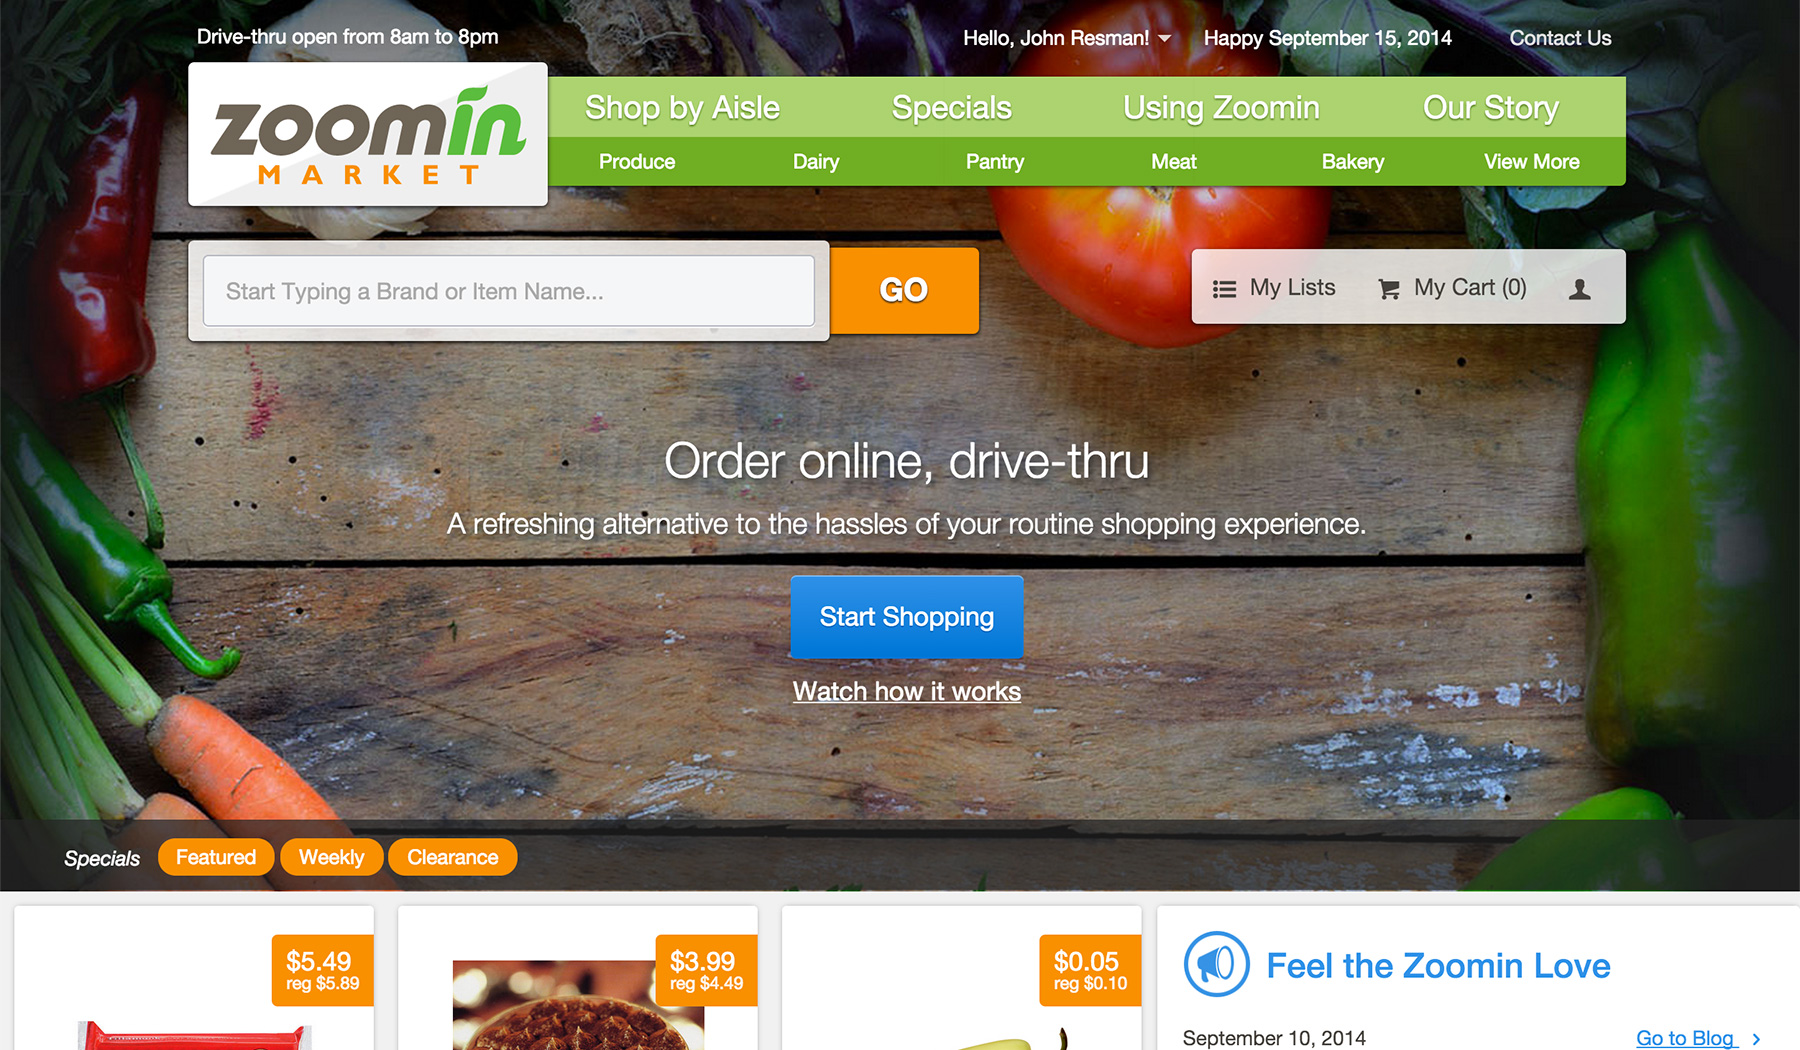 Drive-thru open from 8am to 8pm
Hello, John Resman!
Happy September 15, 2014
Contact Us
zoomin
MARKET
Shop by Aisle
Specials
Using Zoomin
Our Story
Produce
Dairy
Pantry
Meat
Bakery
View More
Start Typing a Brand or Item Name...
GO
My Lists
My Cart (0)
Order online, drive-thru
A refreshing alternative to the hassles of your routine shopping experience.
Start Shopping
Watch how it works
Specials
Featured
Weekly
Clearance
$5.49
reg $5.89
$3.99
reg $4.49
$0.05
reg $0.10
Feel the Zoomin Love
September 10, 2014
Go to Blog